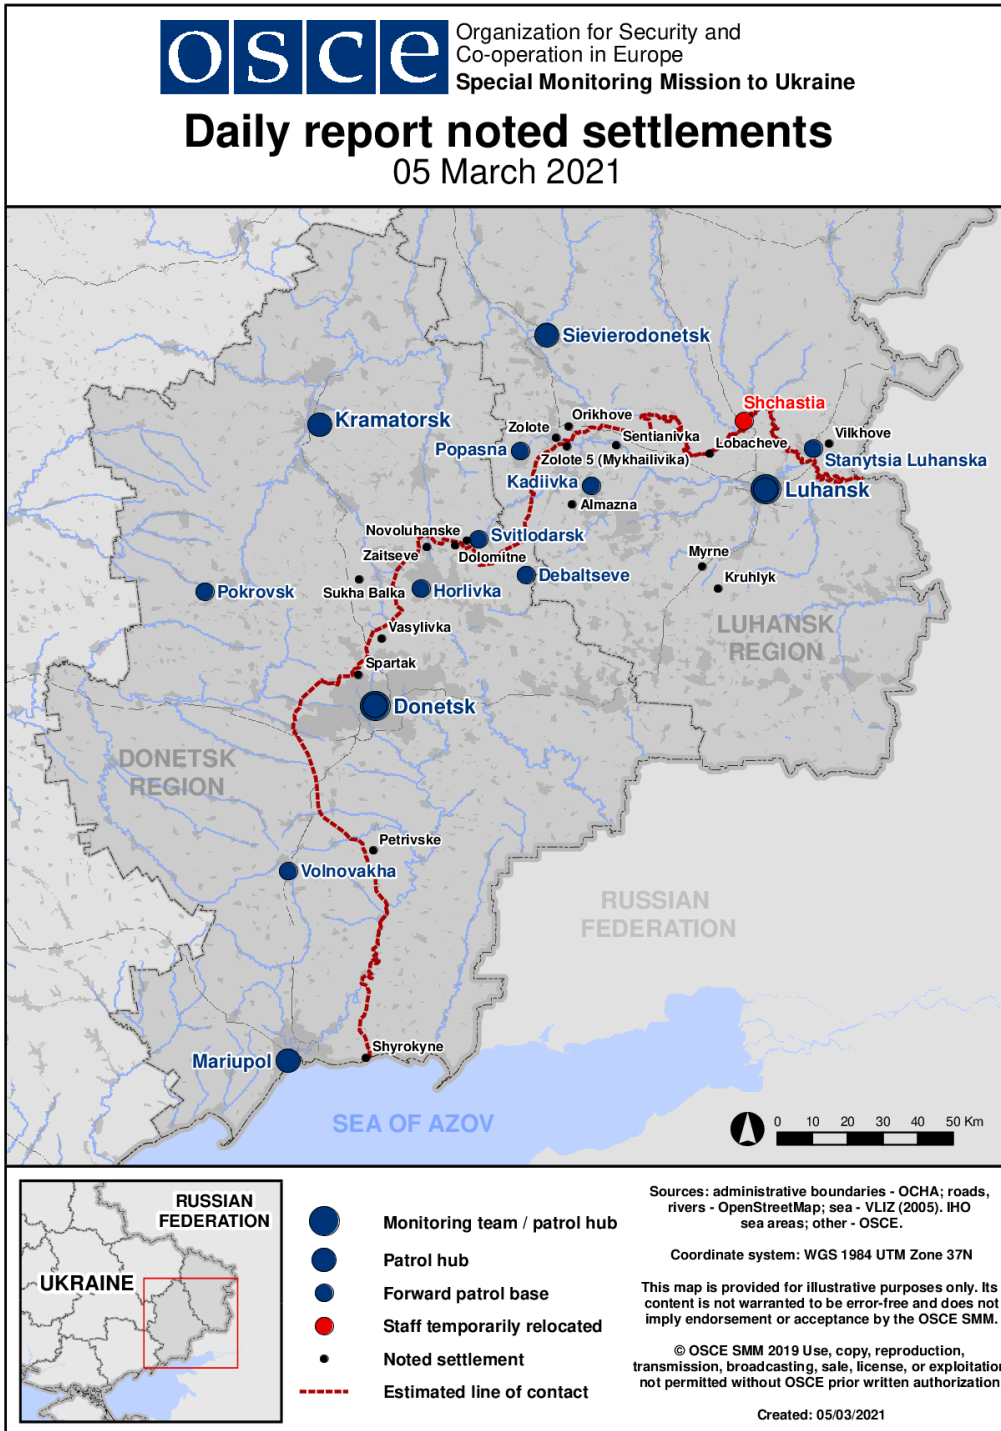 osce
Organization for Security and
Co-operation in Europe
Special Monitoring Mission to Ukraine
Daily report noted settlements
05 March 2021
Sievierodonetsk
Shchastia
Kramatorsk
Orikhove
Zolote
Sentianivka
Lobacheve
Vilkhove
Popasna
Zolote 5 (Mykhailivika)
Stanytsia Luhanska
Kadiivka
Luhansk
Almazna
Novoluhanske
Svitlodarsk
Zaitseve
Dolomitne
Myrne
Debaltseve
Kruhlyk
Pokrovsk
Sukha Balka
Horlivka
Vasylivka
LUHANSK
REGION
Spartak
Donetsk
DONETSK
REGION
Petrivske
Volnovakha
RUSSIAN
FEDERATION
Shyrokyne
Mariupol
SEA OF AZOV
0 10 20 30 40 50 Km
RUSSIAN
FEDERATION
UKRAINE
Monitoring team / patrol hub
Patrol hub
Forward patrol base
Staff temporarily relocated
Noted settlement
Estimated line of contact
Sources: administrative boundaries - OCHA; roads,
rivers - OpenStreetMap; sea - VLIZ (2005). IHO
sea areas; other - OSCE.
Coordinate system: WGS 1984 UTM Zone 37N
This map is provided for illustrative purposes only. Its
content is not warranted to be error-free and does not
imply endorsement or acceptance by the OSCE SMM.
© OSCE SMM 2019 Use, copy, reproduction,
transmission, broadcasting, sale, license, or exploitation
not permitted without OSCE prior written authorization
Created: 05/03/2021